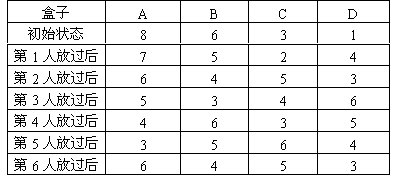 盒子 A B C D
初始状态 8 6 3 1
第1人放过后 7 5 2 4
第2人放过后 6 4 5 3
第3人放过后 5 3 4 6
第4人放过后 4 6 3 5
第5人放过后 3 5 6 4
第6人放过后 6 4 5 3